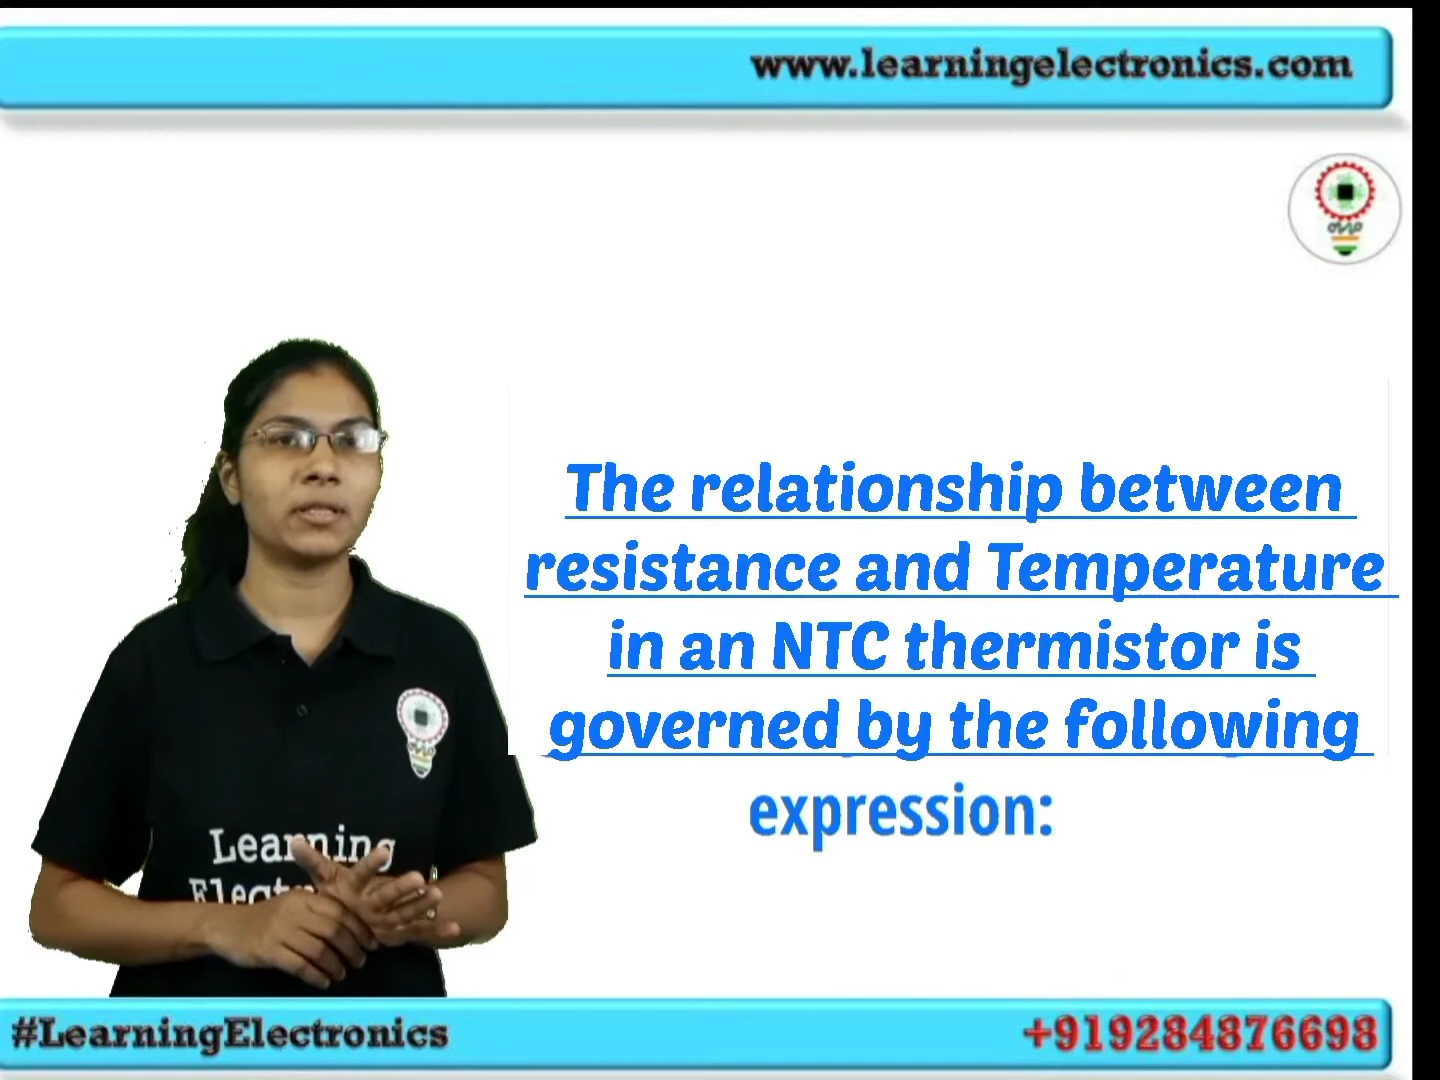 www.learningelectronics.com
The relationship between
resistance and Temperature
in an NTC thermistor is
governed by the following
expression:
Learning
#LearningElectronics
+919284876698